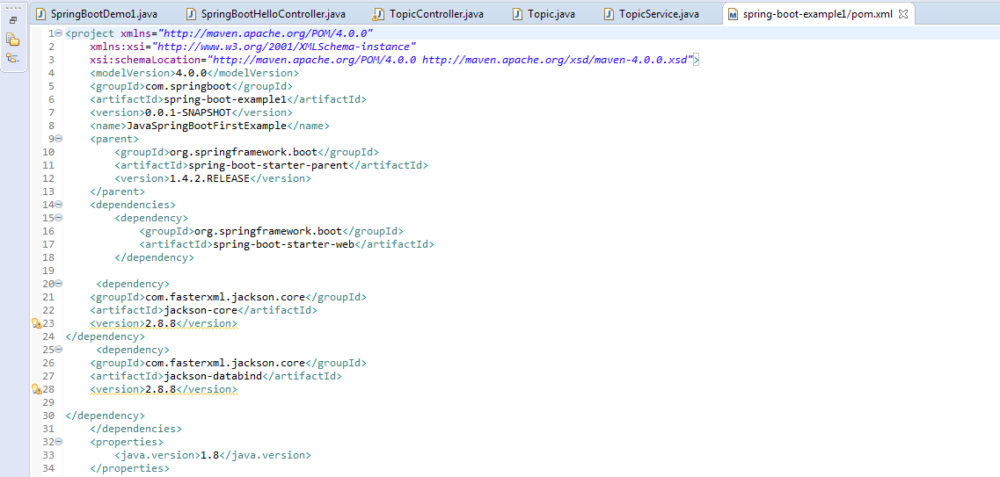 SpringBootDemo1.java SpringBootHelloController.java TopicController.java Topic.java TopicService.java spring-boot-example1/pom.xml
1 <project xmlns="http://maven.apache.org/POM/4.0.0"
2 xmlns:xsi="http://www.w3.org/2001/XMLSchema-instance"
3 xsi:schemaLocation="http://maven.apache.org/POM/4.0.0 http://maven.apache.org/xsd/maven-4.0.0.xsd">
4 <modelVersion>4.0.0</modelVersion>
5 <groupId>com.springboot</groupId>
6 <artifactId>spring-boot-example1</artifactId>
7 <version>0.0.1-SNAPSHOT</version>
8 <name>JavaSpringBootFirstExample</name>
9 <parent>
10 <groupId>org.springframework.boot</groupId>
11 <artifactId>spring-boot-starter-parent</artifactId>
12 <version>1.4.2.RELEASE</version>
13 </parent>
14 <dependencies>
15 <dependency>
16 <groupId>org.springframework.boot</groupId>
17 <artifactId>spring-boot-starter-web</artifactId>
18 </dependency>
19
20 <dependency>
21 <groupId>com.fasterxml.jackson.core</groupId>
22 <artifactId>jackson-core</artifactId>
23 <version>2.8.8</version>
24 </dependency>
25 <dependency>
26 <groupId>com.fasterxml.jackson.core</groupId>
27 <artifactId>jackson-databind</artifactId>
28 <version>2.8.8</version>
29
30 </dependency>
31 </dependencies>
32 <properties>
33 <java.version>1.8</java.version>
34 </properties>